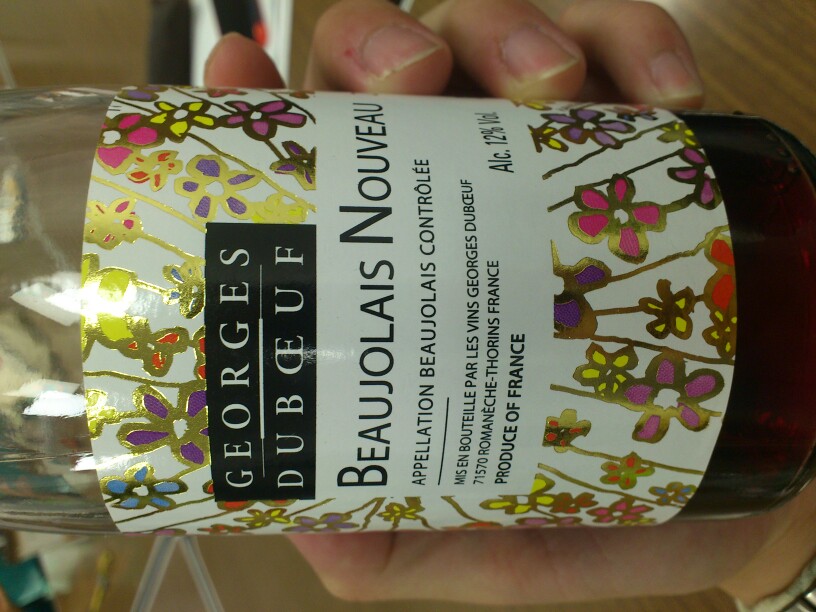 GEORGES
DUBŒUF
BEAUJOLAIS NOUVEAU
APPELLATION BEAUJOLAIS CONTRÔLÉE
MIS EN BOUTEILLE PAR LES VINS GEORGES DUBŒUF
71570 ROMANÈCHE-THORINS FRANCE
PRODUCE OF FRANCE
Alc. 12% Vol.